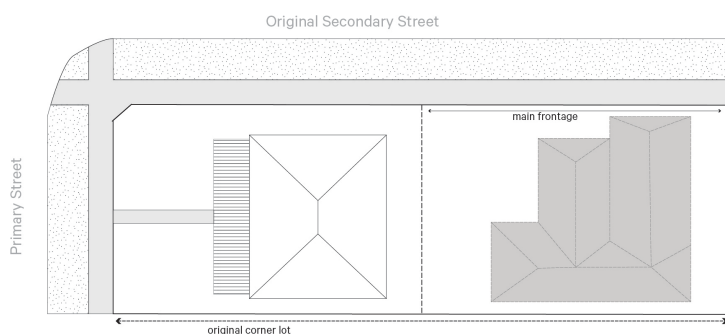 Original Secondary Street
main frontage
Primary Street
original corner lot